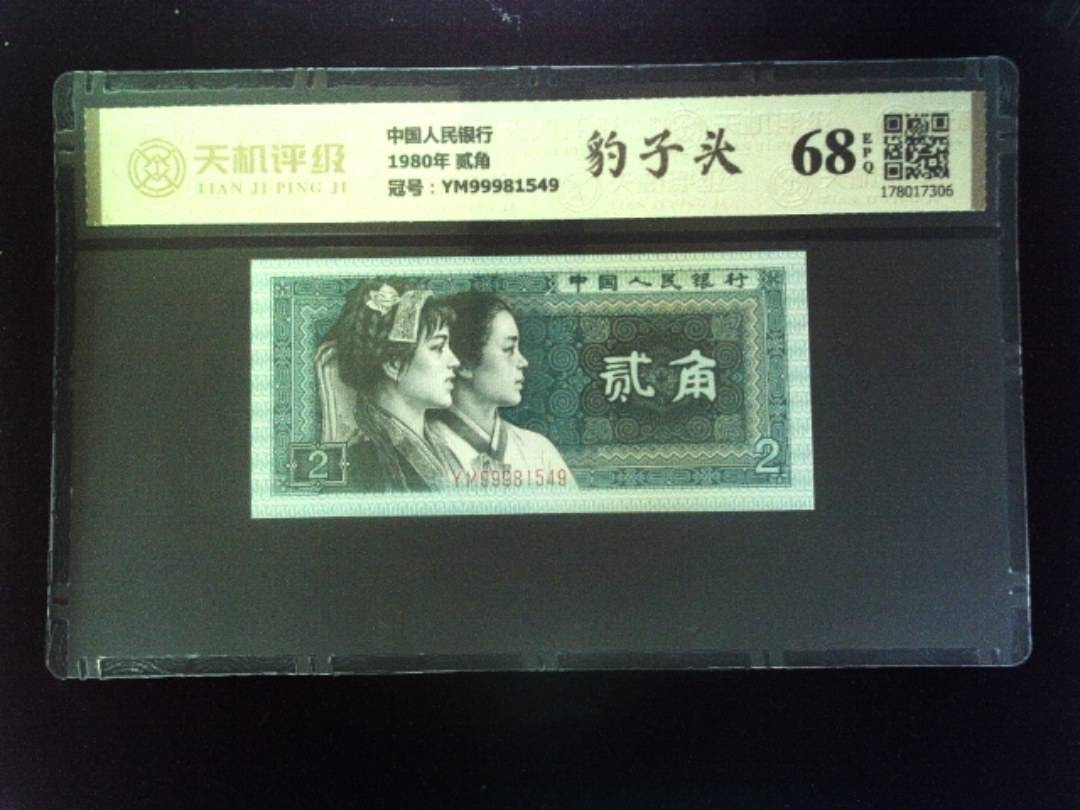 天机评级
TIAN JI PING JI
中国人民银行
1980年 贰角
冠号：YM99981549
豹子头
68
EPQ
178017306
中国人民银行
贰角
2
2
YM99981549